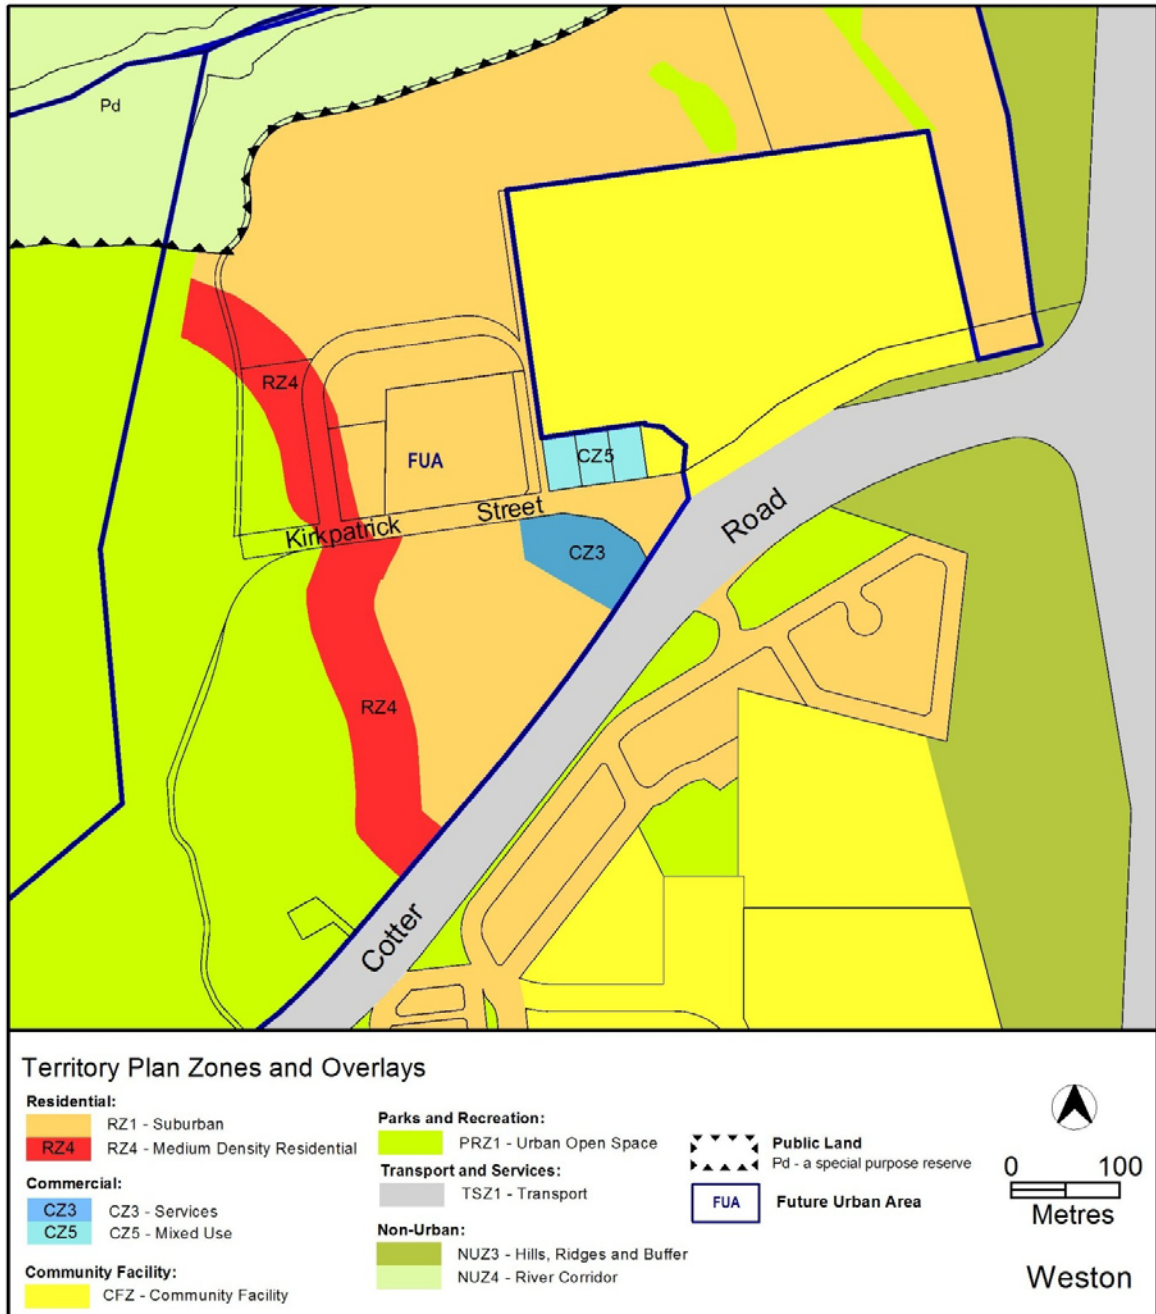 Pd
RZ4
FUA
CZ5
Kirkpatrick Street
CZ3
Road
RZ4
Cotter
Territory Plan Zones and Overlays
Residential:
RZ1 - Suburban
RZ4 RZ4 - Medium Density Residential
Commercial:
CZ3 CZ3 - Services
CZ5 CZ5 - Mixed Use
Community Facility:
CFZ - Community Facility
Parks and Recreation:
PRZ1 - Urban Open Space
Transport and Services:
TSZ1 - Transport
Non-Urban:
NUZ3 - Hills, Ridges and Buffer
NUZ4 - River Corridor
Public Land
Pd - a special purpose reserve
FUA Future Urban Area
0 100
Metres
Weston